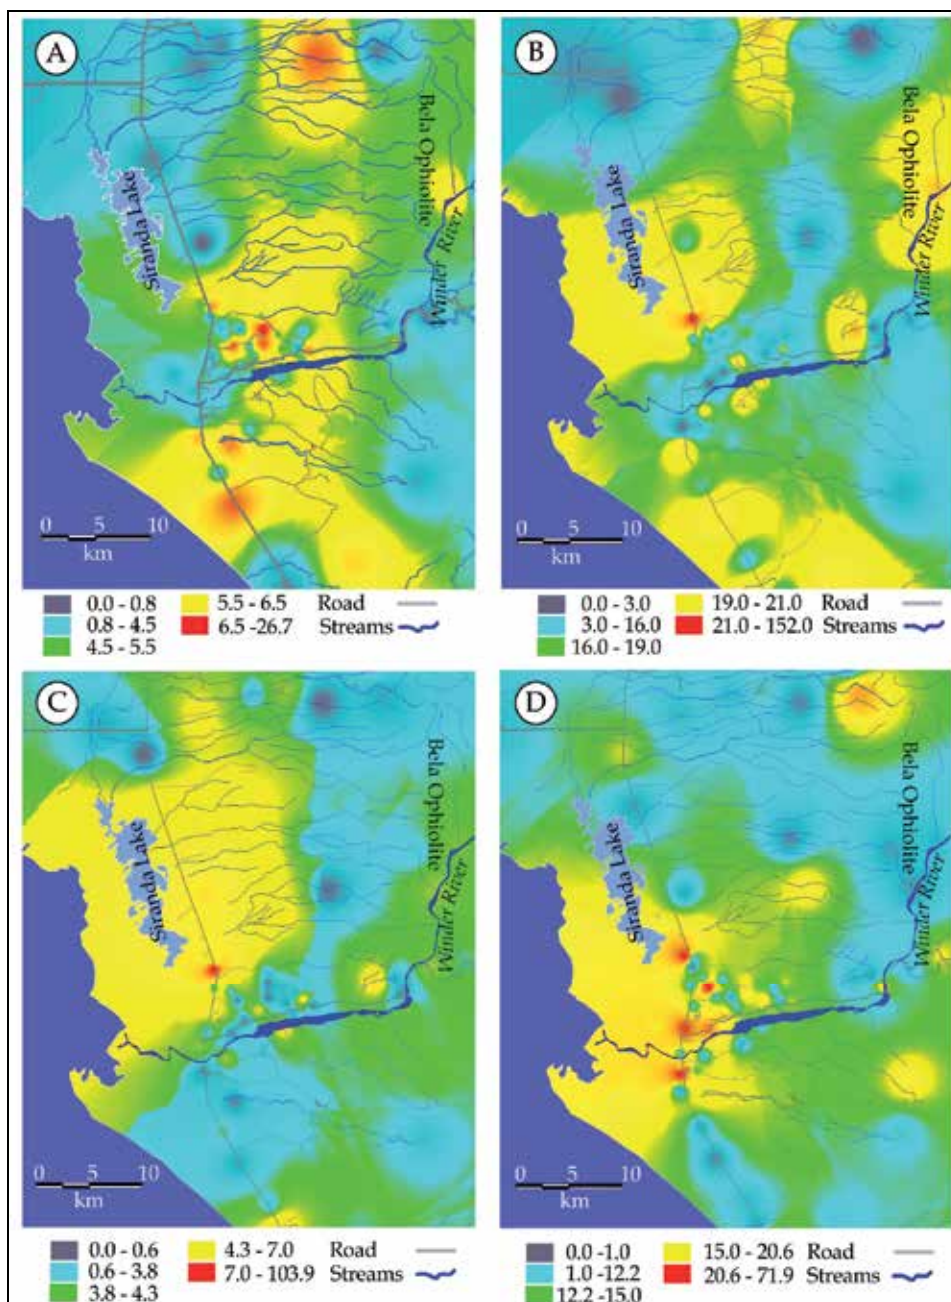 A
Bela Ophiolite
Siranda Lake
Winder River
0 5 10
km
0.0 - 0.8 5.5 - 6.5 Road
0.8 - 4.5 6.5 -26.7 Streams
4.5 - 5.5
B
Bela Ophiolite
Siranda Lake
Winder River
0 5 10
km
0.0 - 3.0 19.0 - 21.0 Road
3.0 - 16.0 21.0 - 152.0 Streams
16.0 - 19.0
C
Bela Ophiolite
Siranda Lake
Winder River
0 5 10
km
0.0 - 0.6 4.3 - 7.0 Road
0.6 - 3.8 7.0 - 103.9 Streams
3.8 - 4.3
D
Bela Ophiolite
Siranda Lake
Winder River
0 5 10
km
0.0 -1.0 15.0 - 20.6 Road
1.0 -12.2 20.6 - 71.9 Streams
12.2 - 15.0